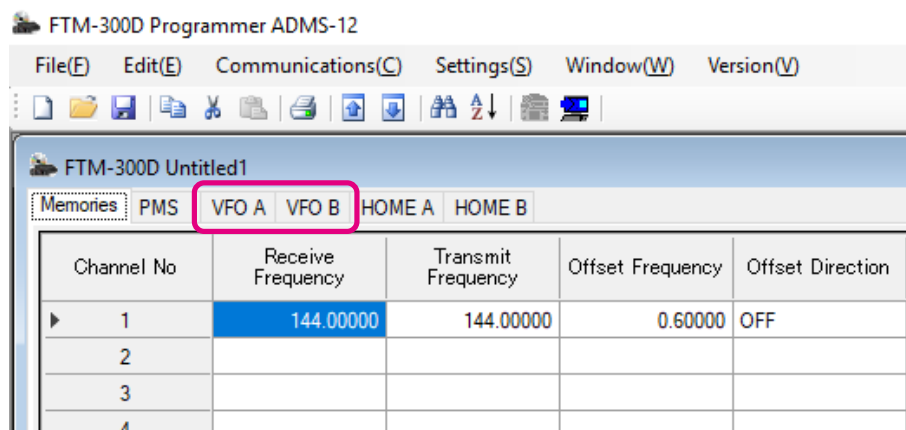 FTM-300D Programmer ADMS-12
File(F) Edit(E) Communications(C) Settings(S) Window(W) Version(V)
FTM-300D Untitled1
Memories PMS VFO A VFO B HOME A HOME B
Channel No Receive Frequency Transmit Frequency Offset Frequency Offset Direction
1 144.00000 144.00000 0.60000 OFF
2
3
4